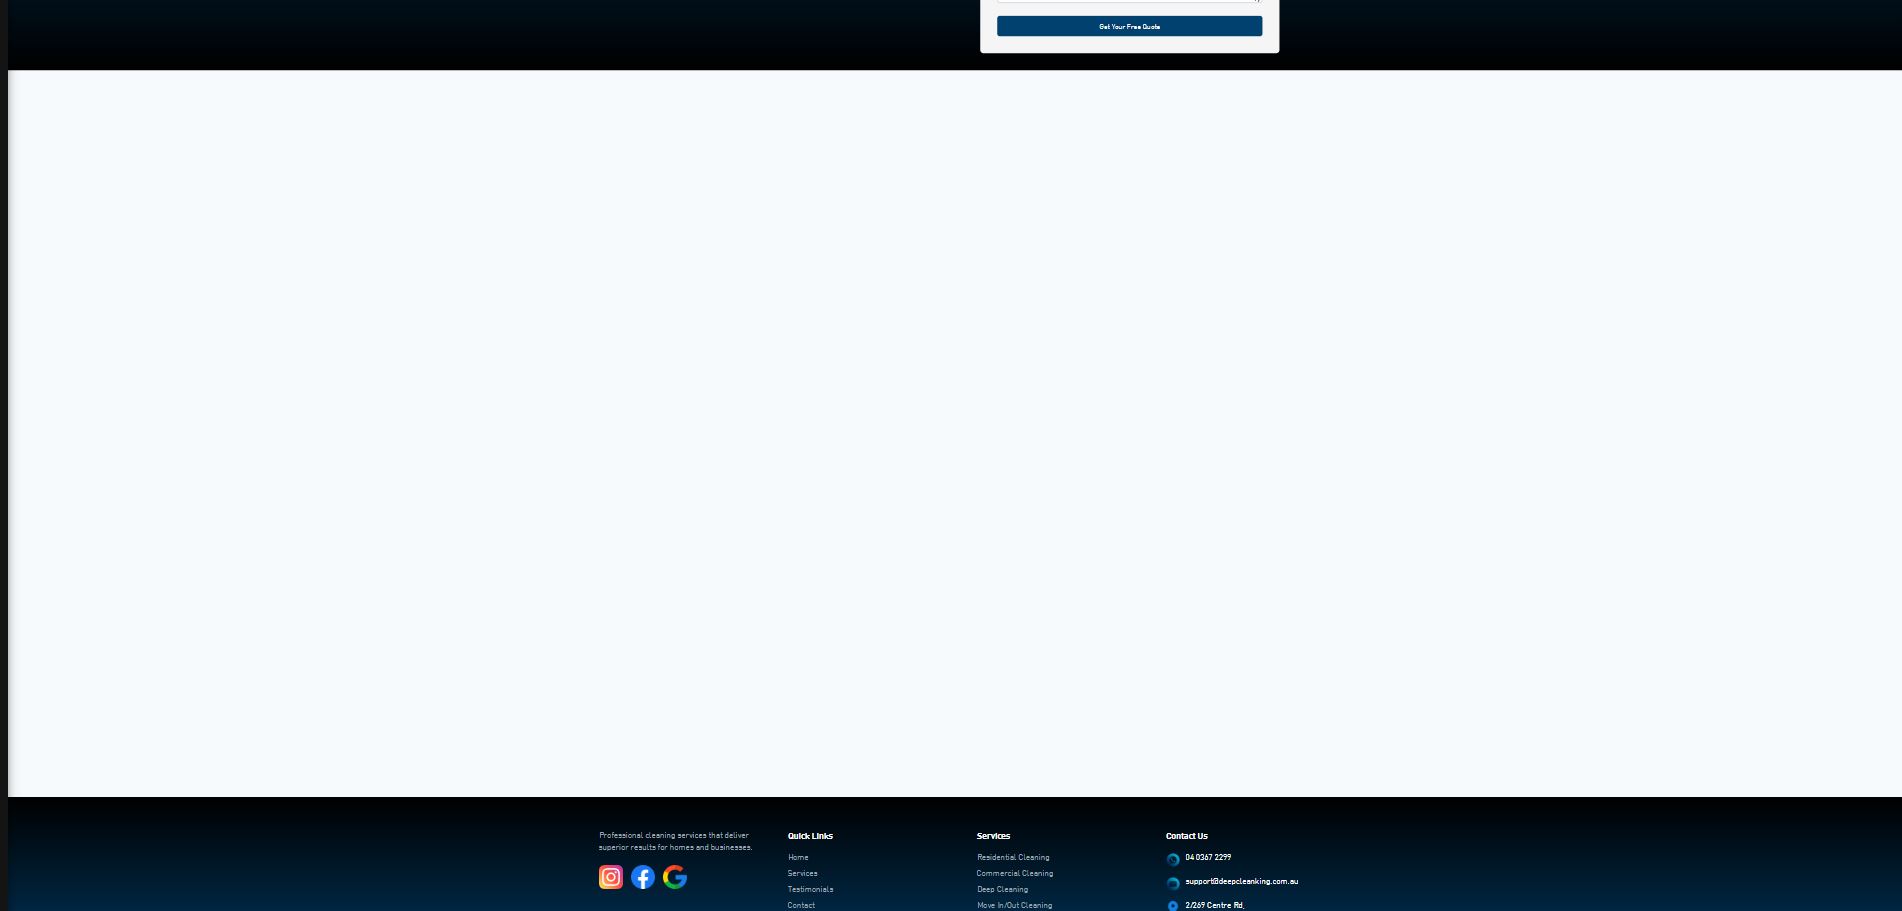 Get Your Free Quote
Professional cleaning services that deliver
superior results for homes and businesses.
Quick Links
Home
Services
Testimonials
Contact
Services
Residential Cleaning
Commercial Cleaning
Deep Cleaning
Move In/Out Cleaning
Contact Us
04 0367 2299
support@deepcleanking.com.au
2/269 Centre Rd,